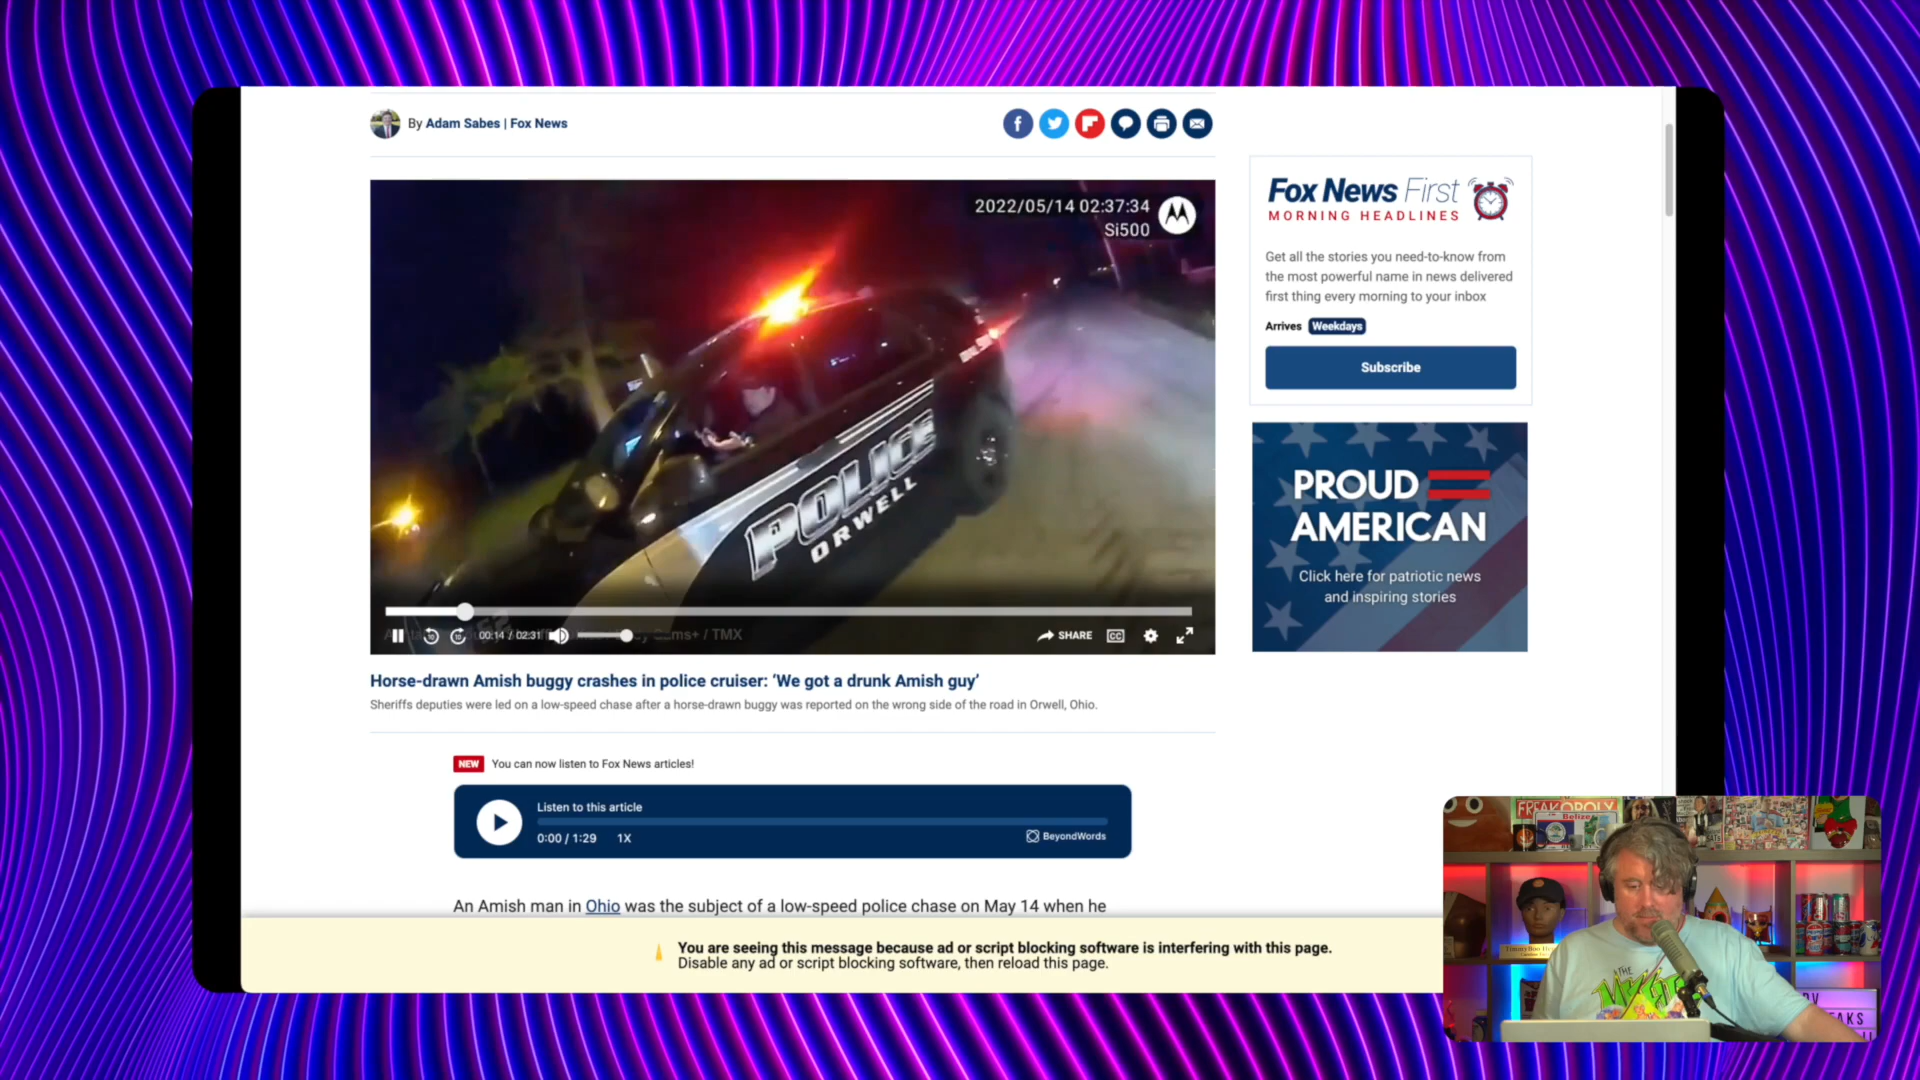 By Adam Sabes | Fox News
2022/05/14 02:37:34
Si500
POLICE
ORWELL
00:14 / 02:31
ms+ / TMX
SHARE
CC
Horse-drawn Amish buggy crashes in police cruiser: ‘We got a drunk Amish guy’
Sheriffs deputies were led on a low-speed chase after a horse-drawn buggy was reported on the wrong side of the road in Orwell, Ohio.
NEW You can now listen to Fox News articles!
Listen to this article
0:00 / 1:29 1X
BeyondWords
An Amish man in Ohio was the subject of a low-speed police chase on May 14 when he
You are seeing this message because ad or script blocking software is interfering with this page.
Disable any ad or script blocking software, then reload this page.
Fox News First
MORNING HEADLINES
Get all the stories you need-to-know from
the most powerful name in news delivered
first thing every morning to your inbox
Arrives Weekdays
Subscribe
PROUD
AMERICAN
Click here for patriotic news
and inspiring stories
FREAKOPOLY
Belize
THE